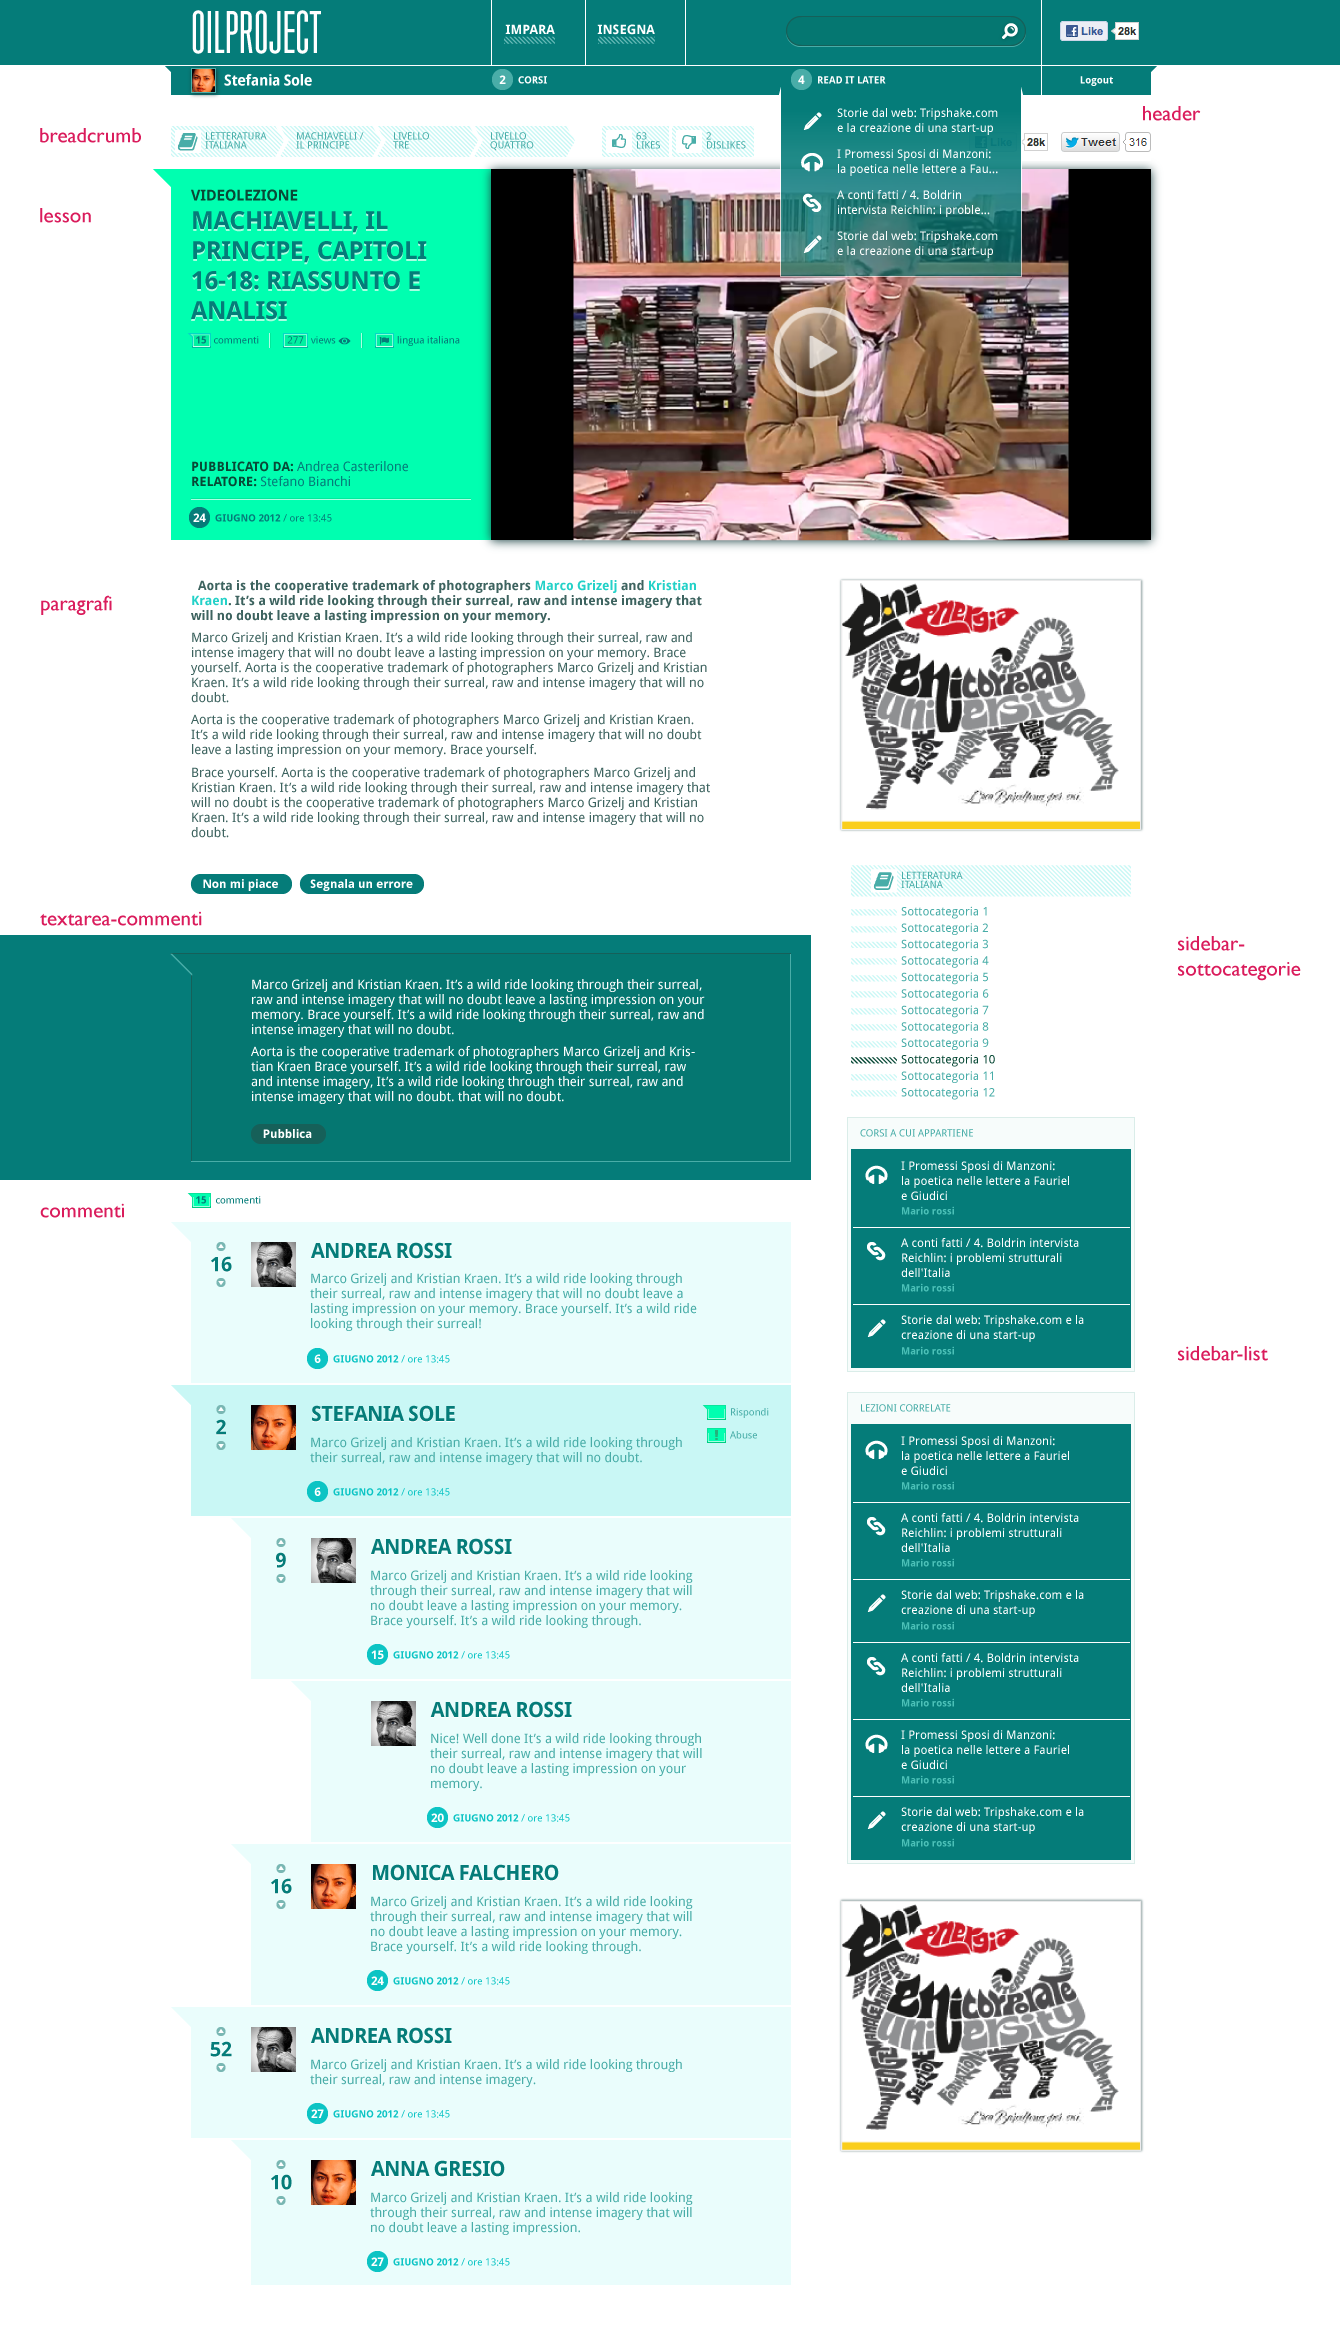 OILPROJECT
IMPARA
INSEGNA
Like
28k
Stefania Sole
2 CORSI
4 READ IT LATER
Logout
header
Storie dal web: Tripshake.com
e la creazione di una start-up
I Promessi Sposi di Manzoni:
la poetica nelle lettere a Fau...
A conti fatti / 4. Boldrin
intervista Reichlin: i proble...
Storie dal web: Tripshake.com
e la creazione di una start-up
breadcrumb
LETTERATURA
ITALIANA
MACHIAVELLI /
IL PRINCIPE
LIVELLO
TRE
LIVELLO
QUATTRO
63
LIKES
2
DISLIKES
28k
Tweet
316
lesson
VIDEOLEZIONE
MACHIAVELLI, IL
PRINCIPE, CAPITOLI
16-18: RIASSUNTO E
ANALISI
15 commenti
277 views
lingua italiana
PUBBLICATO DA: Andrea Casterilone
RELATORE: Stefano Bianchi
24 GIUGNO 2012 / ore 13:45
paragrafi
Aorta is the cooperative trademark of photographers Marco Grizelj and Kristian
Kraen. It's a wild ride looking through their surreal, raw and intense imagery that
will no doubt leave a lasting impression on your memory.
Marco Grizelj and Kristian Kraen. It's a wild ride looking through their surreal, raw and
intense imagery that will no doubt leave a lasting impression on your memory. Brace
yourself. Aorta is the cooperative trademark of photographers Marco Grizelj and Kristian
Kraen. It's a wild ride looking through their surreal, raw and intense imagery that will no
doubt.
Aorta is the cooperative trademark of photographers Marco Grizelj and Kristian Kraen.
It's a wild ride looking through their surreal, raw and intense imagery that will no doubt
leave a lasting impression on your memory. Brace yourself.
Brace yourself. Aorta is the cooperative trademark of photographers Marco Grizelj and
Kristian Kraen. It's a wild ride looking through their surreal, raw and intense imagery that
will no doubt is the cooperative trademark of photographers Marco Grizelj and Kristian
Kraen. It's a wild ride looking through their surreal, raw and intense imagery that will no
doubt.
Non mi piace
Segnala un errore
textarea-commenti
Marco Grizelj and Kristian Kraen. It's a wild ride looking through their surreal,
raw and intense imagery that will no doubt leave a lasting impression on your
memory. Brace yourself. It's a wild ride looking through their surreal, raw and
intense imagery that will no doubt.
Aorta is the cooperative trademark of photographers Marco Grizelj and Kris-
tian Kraen Brace yourself. It's a wild ride looking through their surreal, raw
and intense imagery, It's a wild ride looking through their surreal, raw and
intense imagery that will no doubt. that will no doubt.
Pubblica
commenti
15 commenti
16
ANDREA ROSSI
Marco Grizelj and Kristian Kraen. It's a wild ride looking through
their surreal, raw and intense imagery that will no doubt leave a
lasting impression on your memory. Brace yourself. It's a wild ride
looking through their surreal!
6 GIUGNO 2012 / ore 13:45
2
STEFANIA SOLE
Marco Grizelj and Kristian Kraen. It's a wild ride looking through
their surreal, raw and intense imagery that will no doubt.
Rispondi
! Abuse
6 GIUGNO 2012 / ore 13:45
9
ANDREA ROSSI
Marco Grizelj and Kristian Kraen. It's a wild ride looking
through their surreal, raw and intense imagery that will
no doubt leave a lasting impression on your memory.
Brace yourself. It's a wild ride looking through.
15 GIUGNO 2012 / ore 13:45
ANDREA ROSSI
Nice! Well done It's a wild ride looking through
their surreal, raw and intense imagery that will
no doubt leave a lasting impression on your
memory.
20 GIUGNO 2012 / ore 13:45
16
MONICA FALCHERO
Marco Grizelj and Kristian Kraen. It's a wild ride looking
through their surreal, raw and intense imagery that will
no doubt leave a lasting impression on your memory.
Brace yourself. It's a wild ride looking through.
24 GIUGNO 2012 / ore 13:45
52
ANDREA ROSSI
Marco Grizelj and Kristian Kraen. It's a wild ride looking through
their surreal, raw and intense imagery.
27 GIUGNO 2012 / ore 13:45
10
ANNA GRESIO
Marco Grizelj and Kristian Kraen. It's a wild ride looking
through their surreal, raw and intense imagery that will
no doubt leave a lasting impression.
27 GIUGNO 2012 / ore 13:45
eni
energia
eni corporate
university
LETTERATURA
ITALIANA
Sottocategoria 1
Sottocategoria 2
Sottocategoria 3
Sottocategoria 4
Sottocategoria 5
Sottocategoria 6
Sottocategoria 7
Sottocategoria 8
Sottocategoria 9
Sottocategoria 10
Sottocategoria 11
Sottocategoria 12
sidebar-
sottocategorie
CORSI A CUI APPARTIENE
I Promessi Sposi di Manzoni:
la poetica nelle lettere a Fauriel
e Giudici
Mario rossi
A conti fatti / 4. Boldrin intervista
Reichlin: i problemi strutturali
dell'Italia
Mario rossi
Storie dal web: Tripshake.com e la
creazione di una start-up
Mario rossi
sidebar-list
LEZIONI CORRELATE
I Promessi Sposi di Manzoni:
la poetica nelle lettere a Fauriel
e Giudici
Mario rossi
A conti fatti / 4. Boldrin intervista
Reichlin: i problemi strutturali
dell'Italia
Mario rossi
Storie dal web: Tripshake.com e la
creazione di una start-up
Mario rossi
A conti fatti / 4. Boldrin intervista
Reichlin: i problemi strutturali
dell'Italia
Mario rossi
I Promessi Sposi di Manzoni:
la poetica nelle lettere a Fauriel
e Giudici
Mario rossi
Storie dal web: Tripshake.com e la
creazione di una start-up
Mario rossi
eni
energia
eni corporate
university